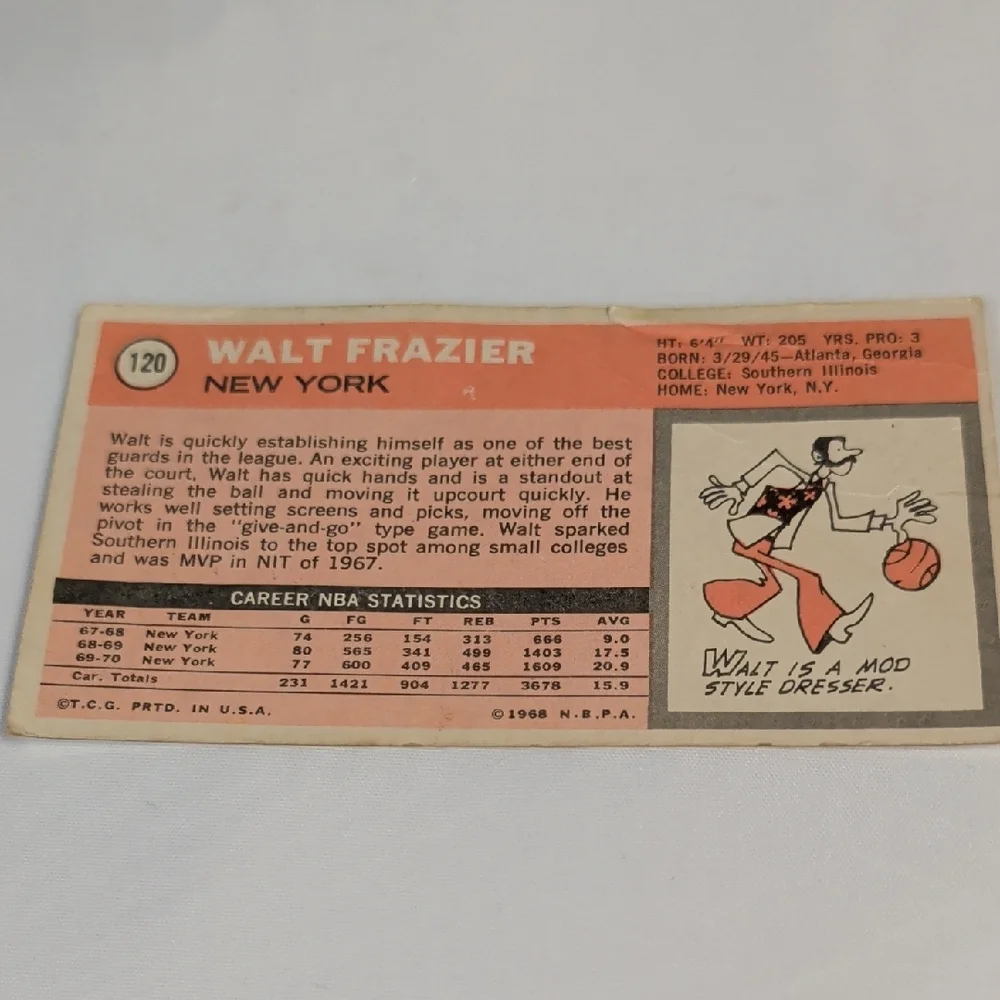 120
WALT FRAZIER
NEW YORK
HT: 6'4" WT: 205 YRS. PRO: 3
BORN: 3/29/45—Atlanta, Georgia
COLLEGE: Southern Illinois
HOME: New York, N.Y.
Walt is quickly establishing himself as one of the best
guards in the league. An exciting player at either end of
the court, Walt has quick hands and is a standout at
stealing the ball and moving it upcourt quickly. He
works well setting screens and picks, moving off the
pivot in the "give-and-go" type game. Walt sparked
Southern Illinois to the top spot among small colleges
and was MVP in NIT of 1967.
CAREER NBA STATISTICS
YEAR TEAM G FG FT REB PTS AVG
67-68 New York 74 256 154 313 666 9.0
68-69 New York 80 565 341 499 1403 17.5
69-70 New York 77 600 409 465 1609 20.9
Car. Totals 231 1421 904 1277 3678 15.9
©T.C.G. PRTD. IN U.S.A. ©1968 N.B.P.A.
WALT IS A MOD
STYLE DRESSER.